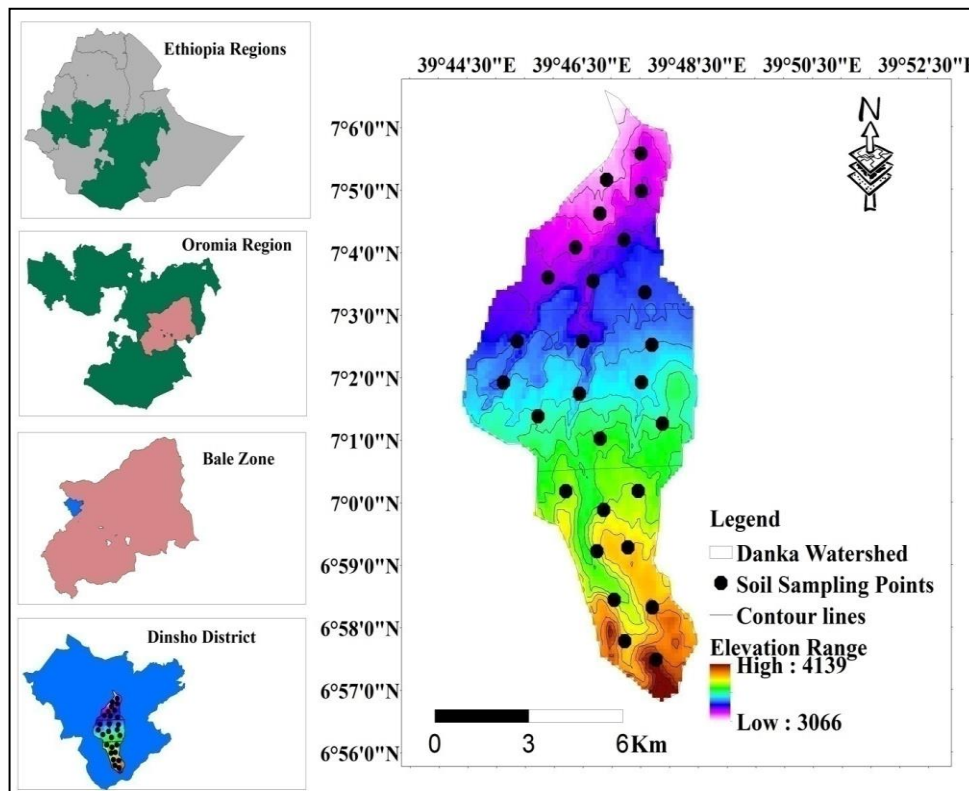 Ethiopia Regions
Oromia Region
Bale Zone
Dinsho District
39°44'30"E 39°46'30"E 39°48'30"E 39°50'30"E 39°52'30"E
7°6'0"N
7°5'0"N
7°4'0"N
7°3'0"N
7°2'0"N
7°1'0"N
7°0'0"N
6°59'0"N
6°58'0"N
6°57'0"N
6°56'0"N
N
Legend
Danka Watershed
Soil Sampling Points
Contour lines
Elevation Range
High : 4139
Low : 3066
0 3 6Km